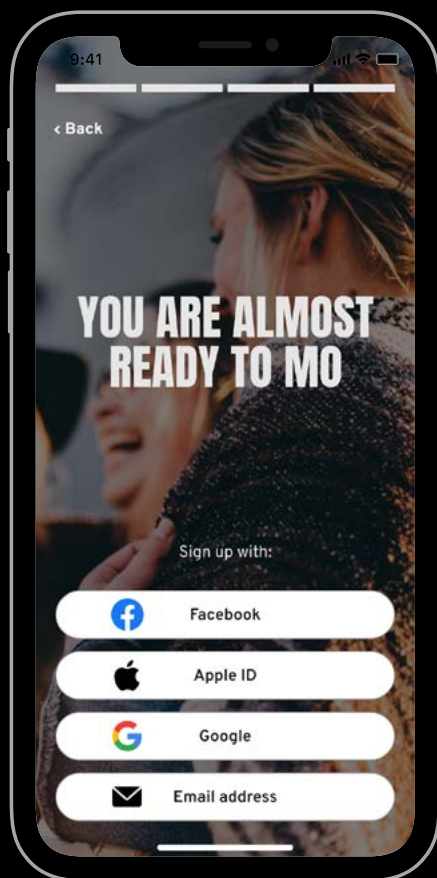 9:41
< Back
YOU ARE ALMOST
READY TO MO
Sign up with:
Facebook
Apple ID
Google
Email address